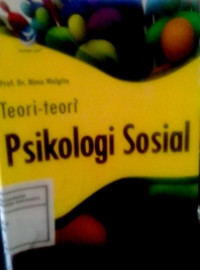 Prof. Dr. Bimo Walgito
Teori-teori
Psikologi Sosial